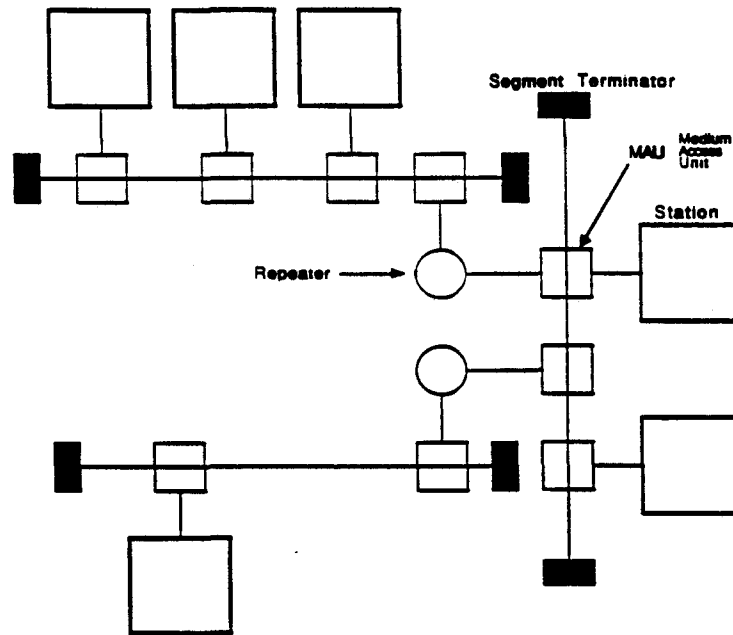 Segment Terminator
MAU Medium
Access
Unit
Station
Repeater